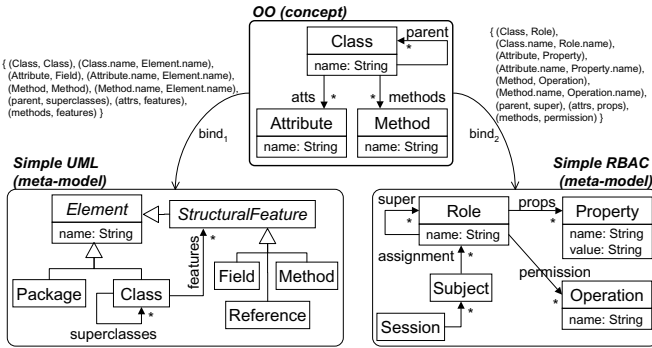 OO (concept)
Class
name: String
parent
*
atts
*
*
methods
Attribute
name: String
Method
name: String
{ (Class, Class), (Class.name, Element.name),
(Attribute, Field), (Attribute.name, Element.name),
(Method, Method), (Method.name, Element.name),
(parent, superclasses), (attrs, features),
(methods, features) }
bind1
{ (Class, Role),
(Class.name, Role.name),
(Attribute, Property),
(Attribute.name, Property.name),
(Method, Operation),
(Method.name, Operation.name),
(parent, super), (attrs, props),
(methods, permission) }
bind2
Simple UML
(meta-model)
Element
name: String
StructuralFeature
features
*
Package
Class
*
superclasses
Field
Method
Reference
Simple RBAC
(meta-model)
super
*
Role
name: String
props
*
Property
name: String
value: String
assignment
*
permission
*
Subject
*
Session
Operation
name: String